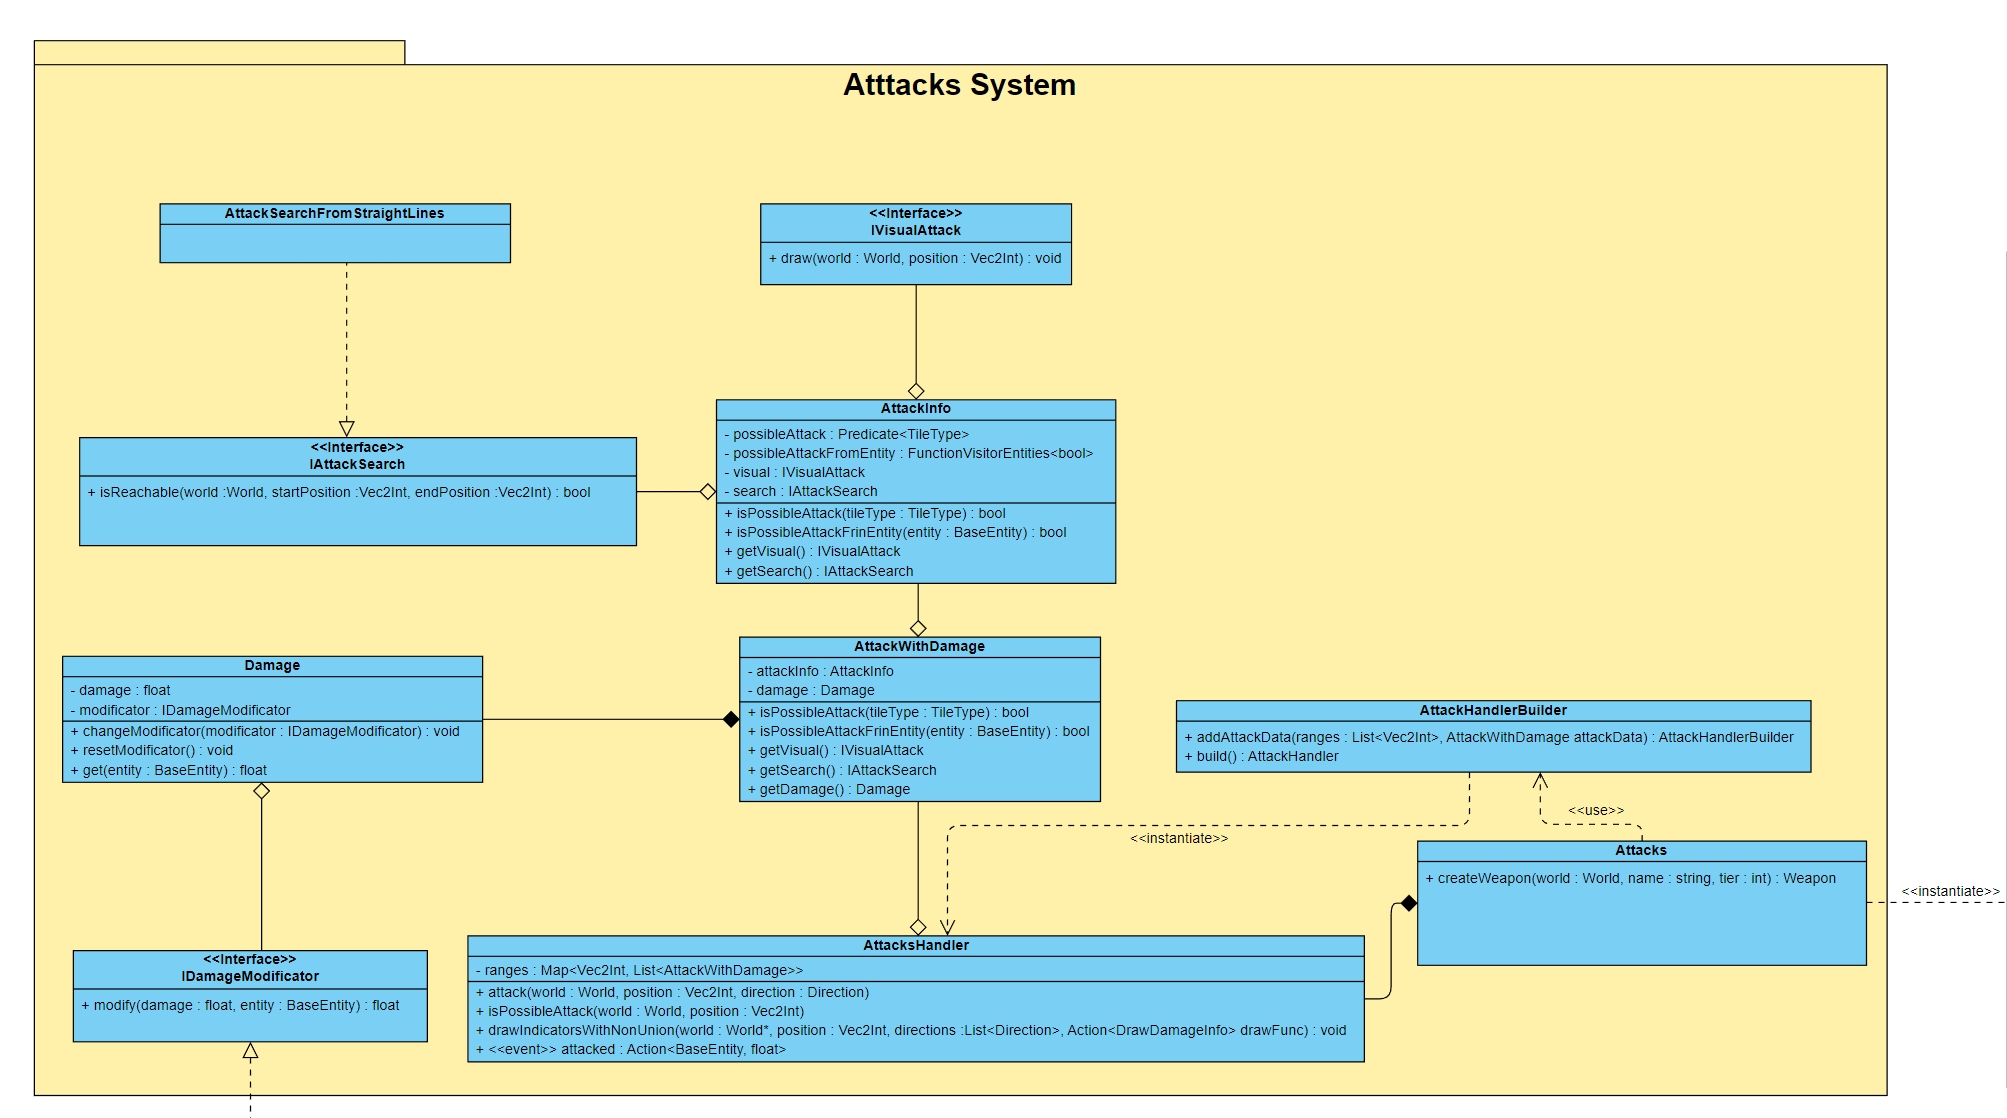 Atttacks System
AttackSearchFromStraightLines
<<Interface>>
IVisualAttack
+ draw(world : World, position : Vec2Int) : void
<<Interface>>
IAttackSearch
+ isReachable(world :World, startPosition :Vec2Int, endPosition :Vec2Int) : bool
AttackInfo
- possibleAttack : Predicate<TileType>
- possibleAttackFromEntity : FunctionVisitorEntities<bool>
- visual : IVisualAttack
- search : IAttackSearch
+ isPossibleAttack(tileType : TileType) : bool
+ isPossibleAttackFrinEntity(entity : BaseEntity) : bool
+ getVisual() : IVisualAttack
+ getSearch() : IAttackSearch
Damage
- damage : float
- modificator : IDamageModificator
+ changeModificator(modificator : IDamageModificator) : void
+ resetModificator() : void
+ get(entity : BaseEntity) : float
AttackWithDamage
- attackInfo : AttackInfo
- damage : Damage
+ isPossibleAttack(tileType : TileType) : bool
+ isPossibleAttackFrinEntity(entity : BaseEntity) : bool
+ getVisual() : IVisualAttack
+ getSearch() : IAttackSearch
+ getDamage() : Damage
AttackHandlerBuilder
+ addAttackData(ranges : List<Vec2Int>, AttackWithDamage attackData) : AttackHandlerBuilder
+ build() : AttackHandler
<<use>>
<<instantiate>>
Attacks
+ createWeapon(world : World, name : string, tier : int) : Weapon
<<instantiate>>
<<Interface>>
IDamageModificator
+ modify(damage : float, entity : BaseEntity) : float
AttacksHandler
- ranges : Map<Vec2Int, List<AttackWithDamage>>
+ attack(world : World, position : Vec2Int, direction : Direction)
+ isPossibleAttack(world : World, position : Vec2Int)
+ drawIndicatorsWithNonUnion(world : World*, position : Vec2Int, directions :List<Direction>, Action<DrawDamageInfo> drawFunc) : void
+ <<event>> attacked : Action<BaseEntity, float>